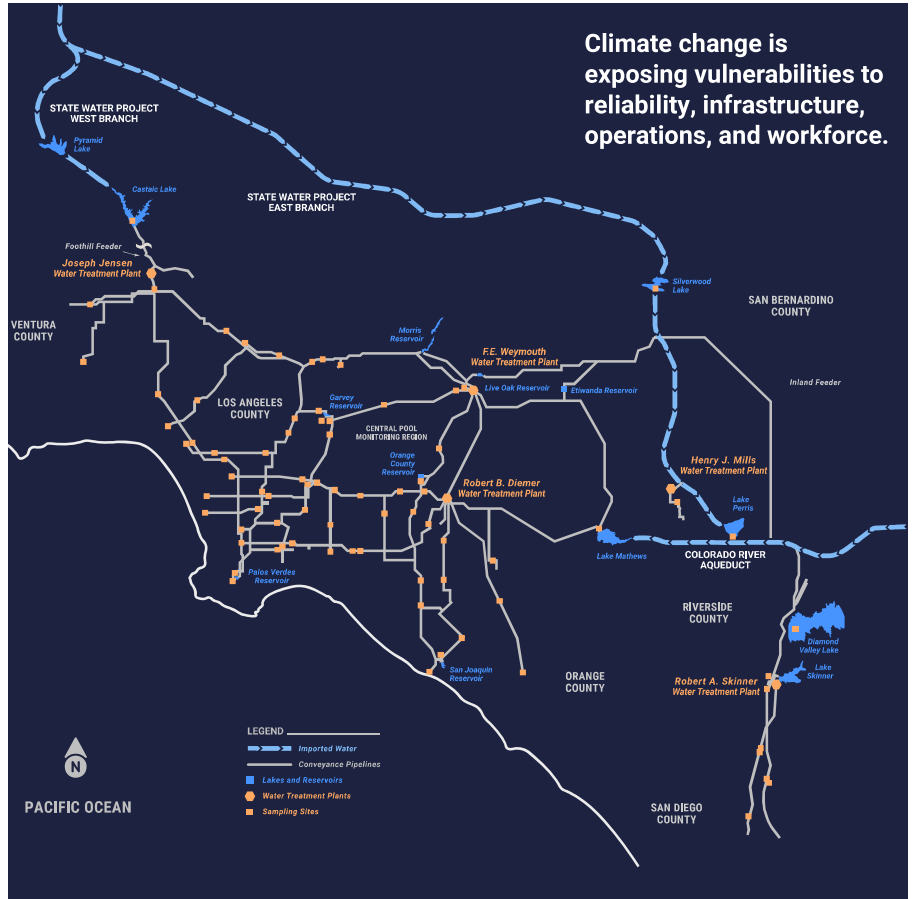 Climate change is
exposing vulnerabilities to
reliability, infrastructure,
operations, and workforce.
STATE WATER PROJECT
WEST BRANCH
Pyramid
Lake
Castaic Lake
STATE WATER PROJECT
EAST BRANCH
Foothill Feeder
Joseph Jensen
Water Treatment Plant
Silverwood
Lake
SAN BERNARDINO
COUNTY
VENTURA
COUNTY
Morris
Reservoir
F.E. Weymouth
Water Treatment Plant
Live Oak Reservoir
Etiwanda Reservoir
Inland Feeder
LOS ANGELES
COUNTY
Garvey
Reservoir
CENTRAL POOL
MONITORING REGION
Orange
County
Reservoir
Robert B. Diemer
Water Treatment Plant
Henry J. Mills
Water Treatment Plant
Lake
Perris
Lake Mathews
COLORADO RIVER
AQUEDUCT
Palos Verdes
Reservoir
RIVERSIDE
COUNTY
Diamond
Valley Lake
San Joaquin
Reservoir
ORANGE
COUNTY
Lake
Skinner
Robert A. Skinner
Water Treatment Plant
LEGEND
Imported Water
Conveyance Pipelines
Lakes and Reservoirs
Water Treatment Plants
Sampling Sites
N
PACIFIC OCEAN
SAN DIEGO
COUNTY